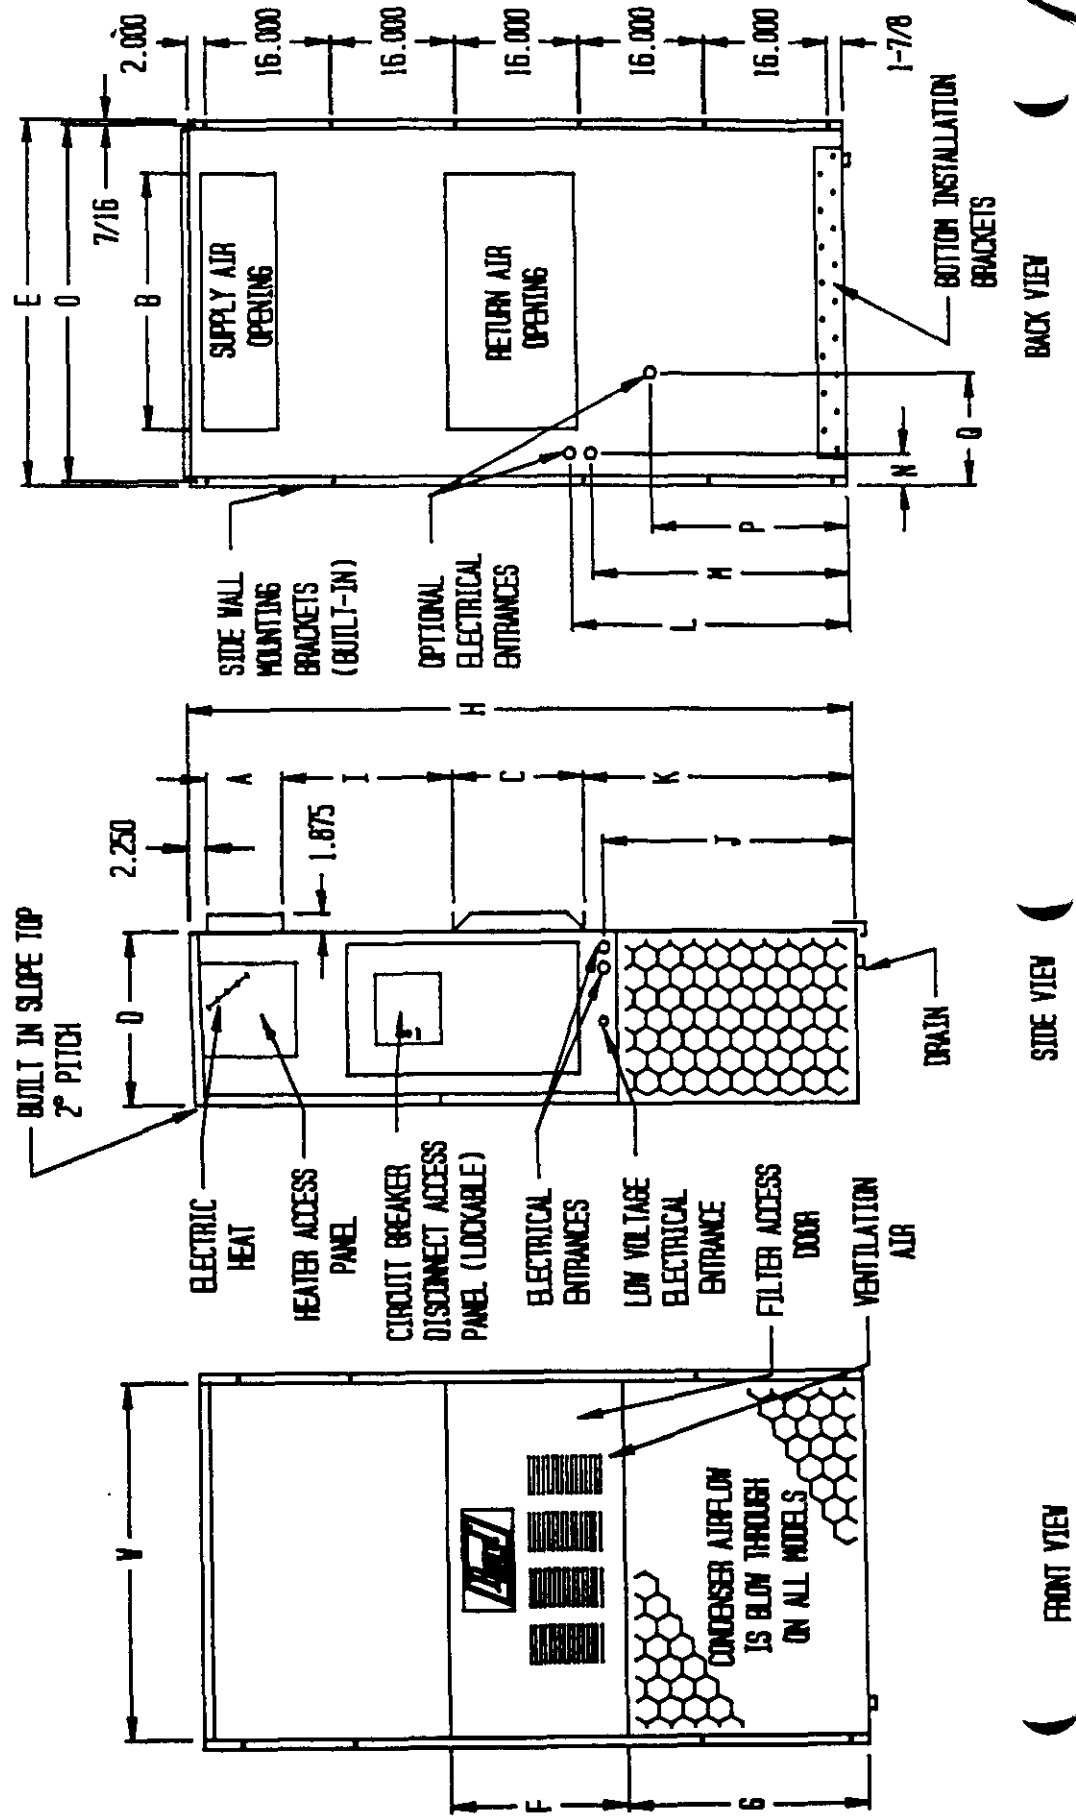 W
F
G
CONDENSER AIRFLOW
IS BLOW THROUGH
ON ALL MODELS
FRONT VIEW
BUILT IN SLOPE TOP
2° PITCH
ELECTRIC
HEAT
HEATER ACCESS
PANEL
CIRCUIT BREAKER
DISCONNECT ACCESS
PANEL (LOCKABLE)
ELECTRICAL
ENTRANCES
LOW VOLTAGE
ELECTRICAL
ENTRANCE
FILTER ACCESS
DOOR
VENTILATION
AIR
D
2.250
A
1.875
I
C
K
J
H
DRAIN
SIDE VIEW
SIDE WALL
MOUNTING
BRACKETS
(BUILT-IN)
OPTIONAL
ELECTRICAL
ENTRANCES
L
M
P
N
Q
E
O
7/16
B
SUPPLY AIR
OPENING
RETURN AIR
OPENING
2.000
16.000
16.000
16.000
16.000
16.000
1-7/8
BOTTOM INSTALLATION
BRACKETS
BACK VIEW